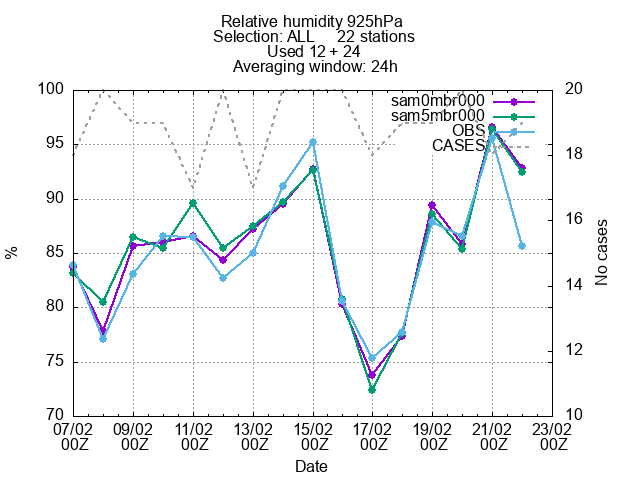 Relative humidity 925hPa
Selection: ALL 22 stations
Used 12 + 24
Averaging window: 24h
100
95
90
85
80
75
70
%
20
18
16
14
12
10
No cases
sam0mbr000
sam5mbr000
OBS
CASES
07/02 09/02 11/02 13/02 15/02 17/02 19/02 21/02 23/02
00Z 00Z 00Z 00Z 00Z 00Z 00Z 00Z 00Z
Date